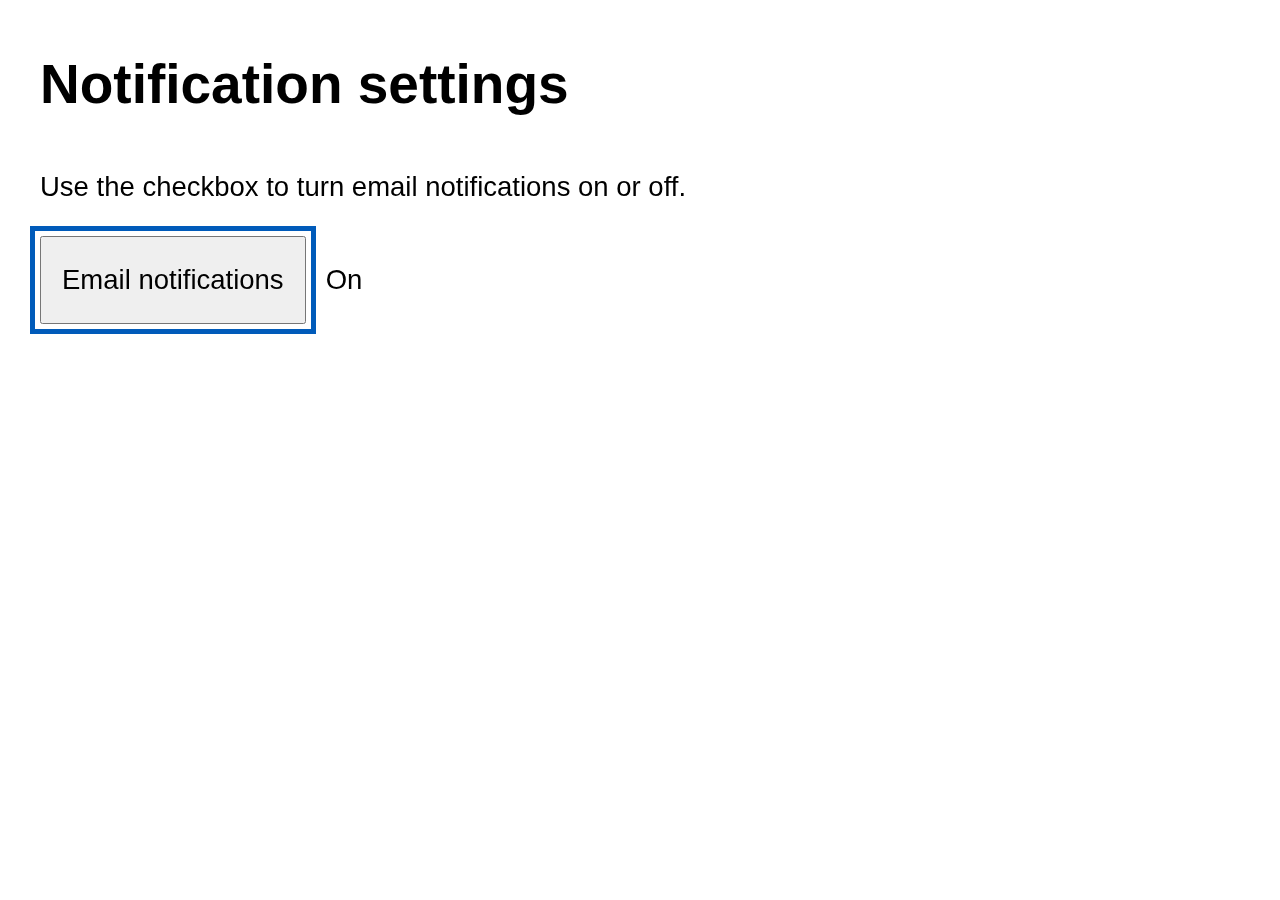 Notification settings
Use the checkbox to turn email notifications on or off.
Email notifications On